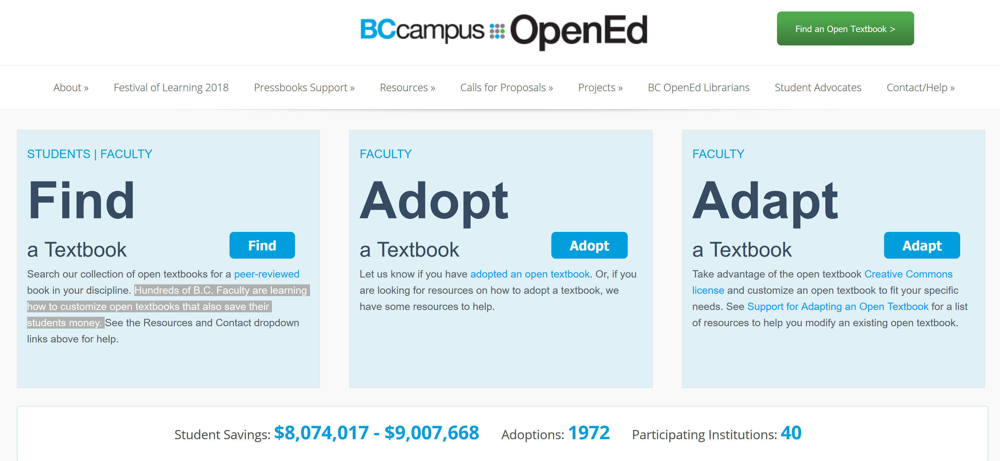 BCcampus OpenEd
Find an Open Textbook >
About »
Festival of Learning 2018
Pressbooks Support »
Resources »
Calls for Proposals »
Projects »
BC OpenEd Librarians
Student Advocates
Contact/Help »
STUDENTS | FACULTY
Find
a Textbook
Find
Search our collection of open textbooks for a peer-reviewed
book in your discipline. Hundreds of B.C. Faculty are learning
how to customize open textbooks that also save their
students money. See the Resources and Contact dropdown
links above for help.
FACULTY
Adopt
a Textbook
Adopt
Let us know if you have adopted an open textbook. Or, if you
are looking for resources on how to adopt a textbook, we
have some resources to help.
FACULTY
Adapt
a Textbook
Adapt
Take advantage of the open textbook Creative Commons
license and customize an open textbook to fit your specific
needs. See Support for Adapting an Open Textbook for a list
of resources to help you modify an existing open textbook.
Student Savings: $8,074,017 - $9,007,668
Adoptions: 1972
Participating Institutions: 40